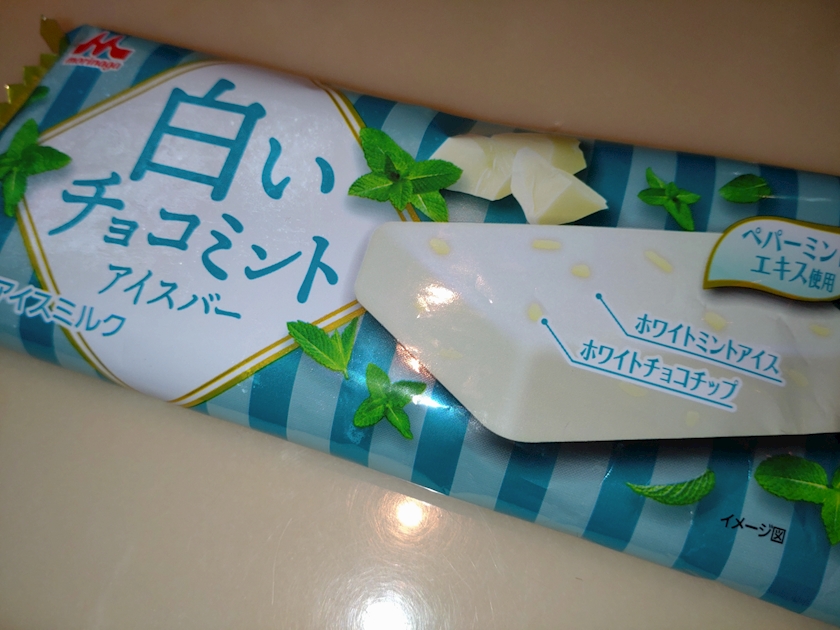 morinaga
白い
チョコミント
アイスバー
アイスミルク
ペパーミント
エキス使用
ホワイトミントアイス
ホワイトチョコチップ
イメージ図